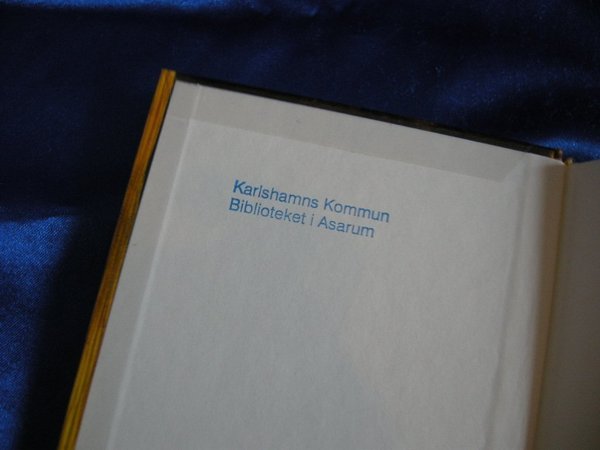 Karlshamns Kommun
Biblioteket i Asarum